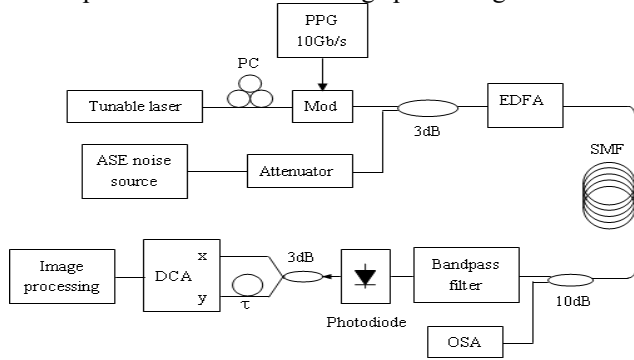 PPG
10Gb/s
PC
Tunable laser
Mod
3dB
EDFA
ASE noise
source
Attenuator
SMF
Image
processing
DCA
x
y
τ
3dB
Photodiode
Bandpass
filter
10dB
OSA